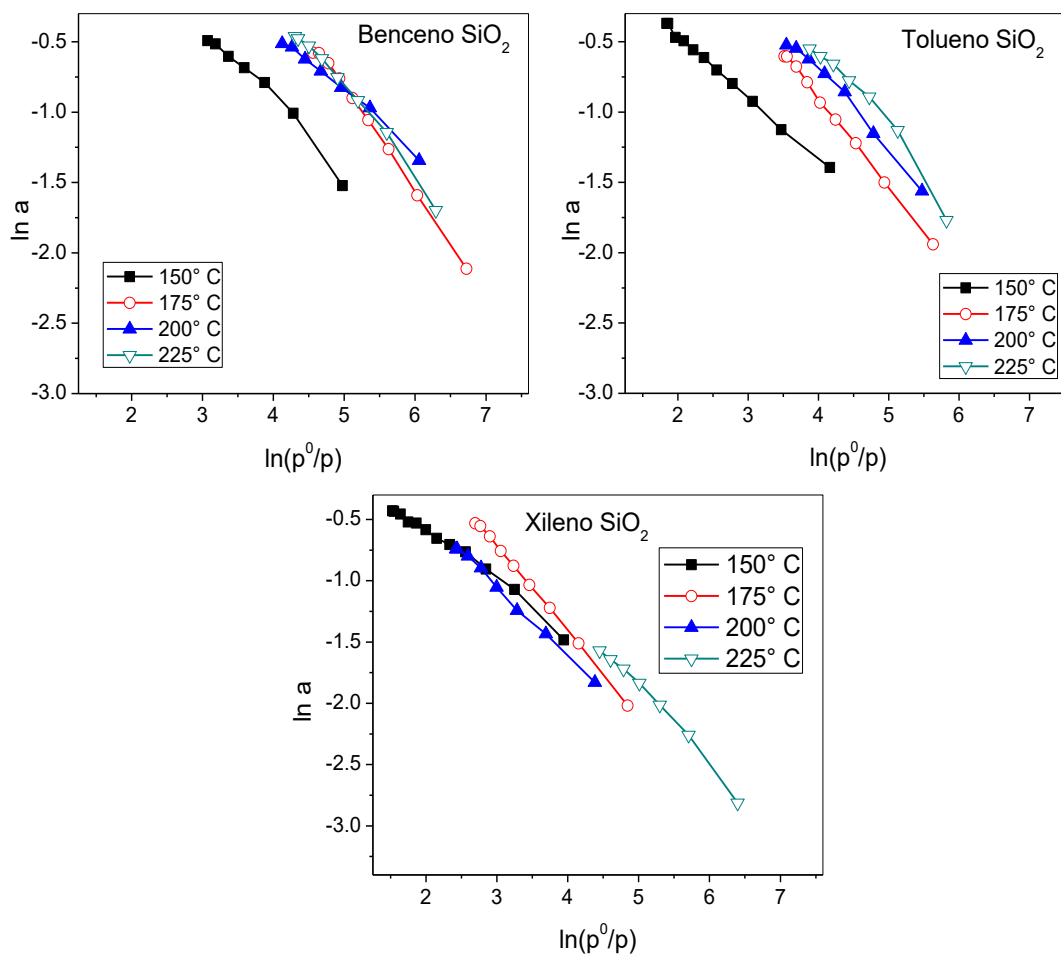 Benceno SiO₂
-0.5
-1.0
-1.5
-2.0
-2.5
-3.0
ln a
150° C
175° C
200° C
225° C
2 3 4 5 6 7
ln(p⁰/p)
Tolueno SiO₂
-0.5
-1.0
-1.5
-2.0
-2.5
-3.0
ln a
150° C
175° C
200° C
225° C
2 3 4 5 6 7
ln(p⁰/p)
Xileno SiO₂
-0.5
-1.0
-1.5
-2.0
-2.5
-3.0
ln a
150° C
175° C
200° C
225° C
2 3 4 5 6 7
ln(p⁰/p)